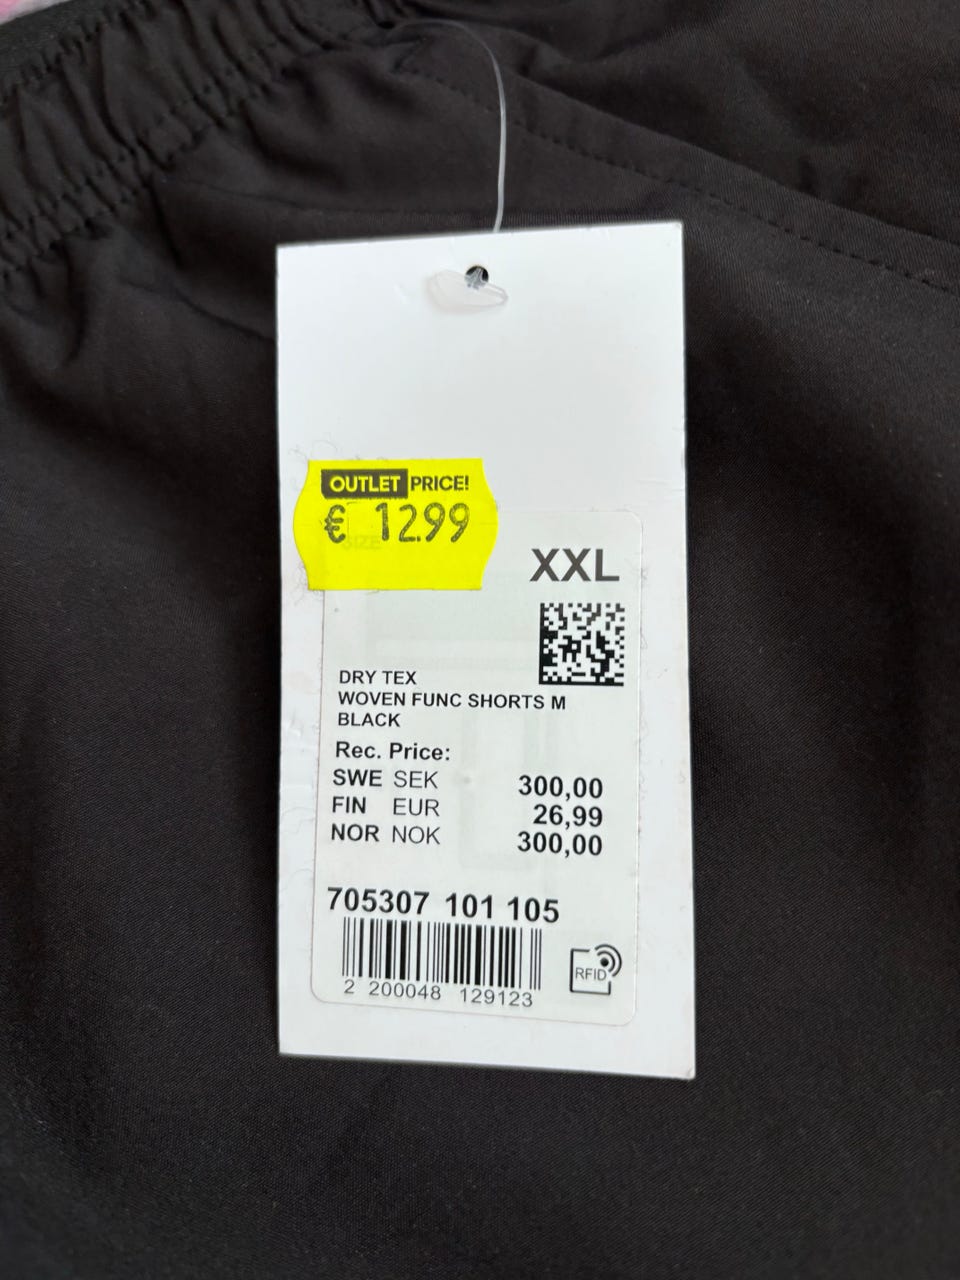 OUTLET PRICE!
€ 12.99
SIZE
XXL
DRY TEX
WOVEN FUNC SHORTS M
BLACK
Rec. Price:
SWE SEK 300,00
FIN EUR 26,99
NOR NOK 300,00
705307 101 105
2 200048 129123
RFID